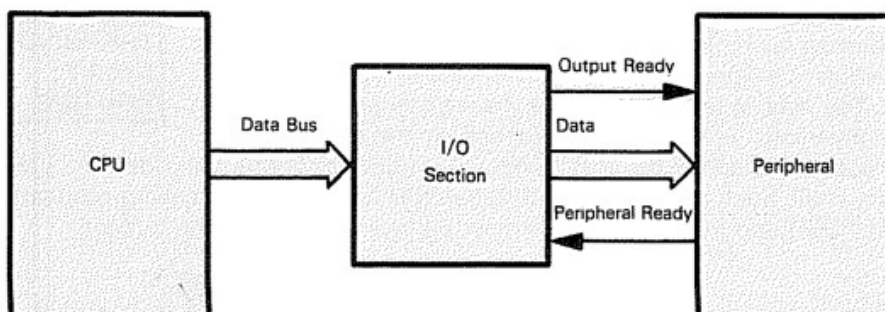 Output Ready
Data Bus
Data
CPU
I/O
Section
Peripheral
Peripheral Ready